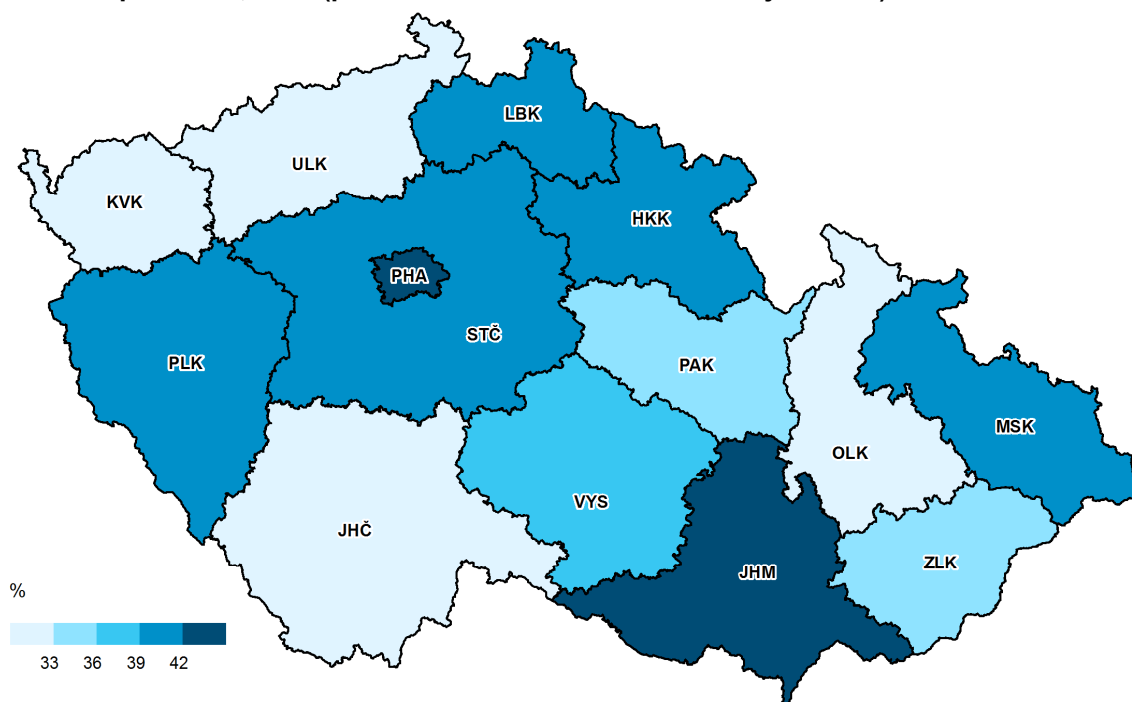 LBK
ULK
KVK
HKK
PHA
STČ
PLK
PAK
MSK
OLK
VYS
JHČ
ZLK
JHM
%
33 36 39 42